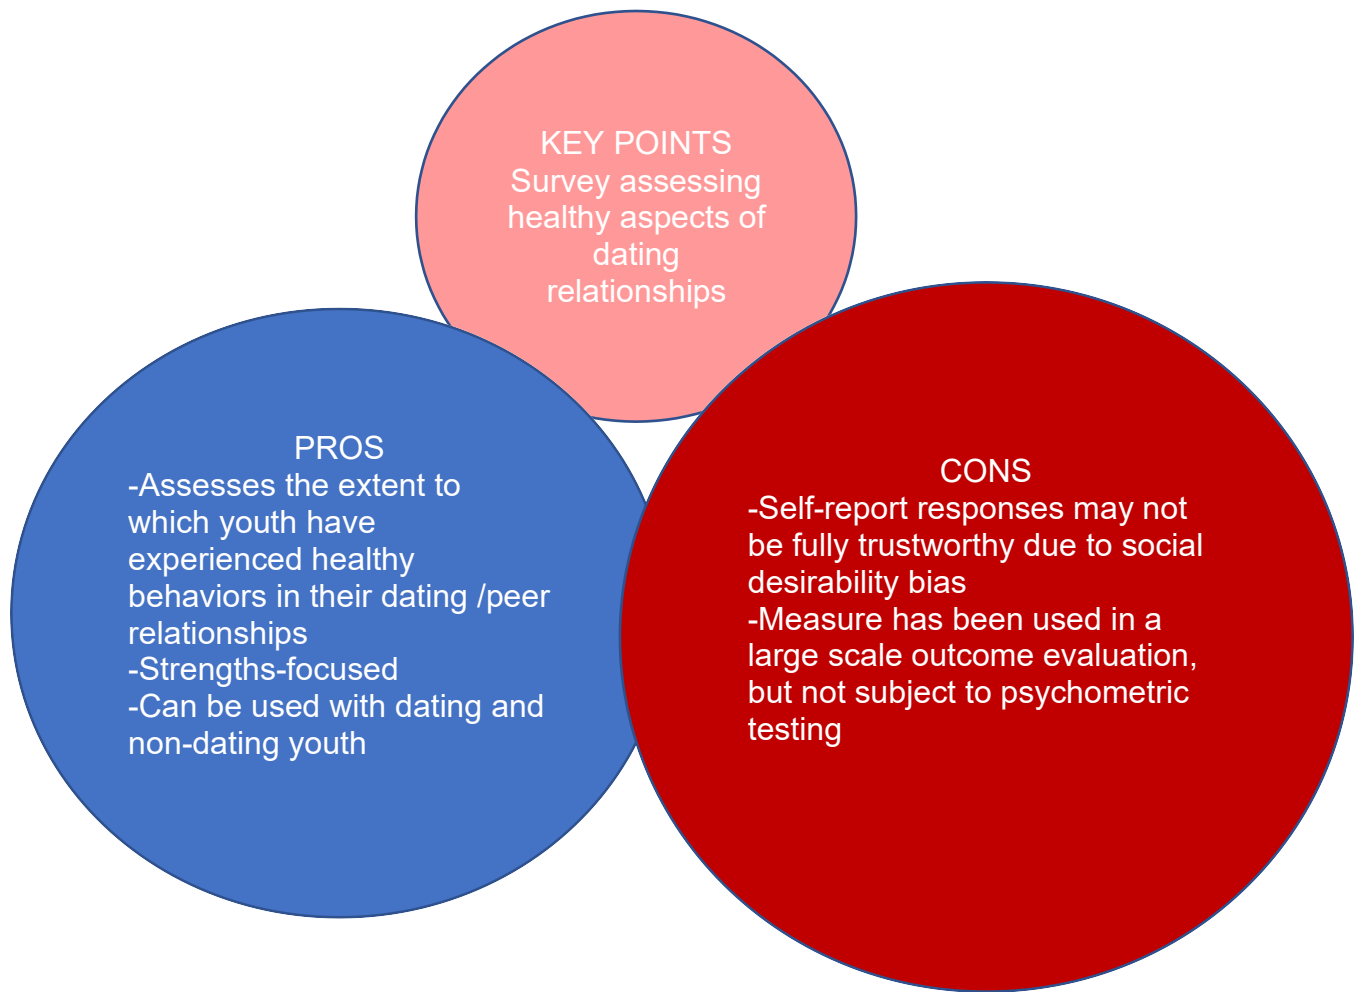 KEY POINTS
Survey assessing
healthy aspects of
dating
relationships
PROS
-Assesses the extent to
which youth have
experienced healthy
behaviors in their dating /peer
relationships
-Strengths-focused
-Can be used with dating and
non-dating youth
CONS
-Self-report responses may not
be fully trustworthy due to social
desirability bias
-Measure has been used in a
large scale outcome evaluation,
but not subject to psychometric
testing